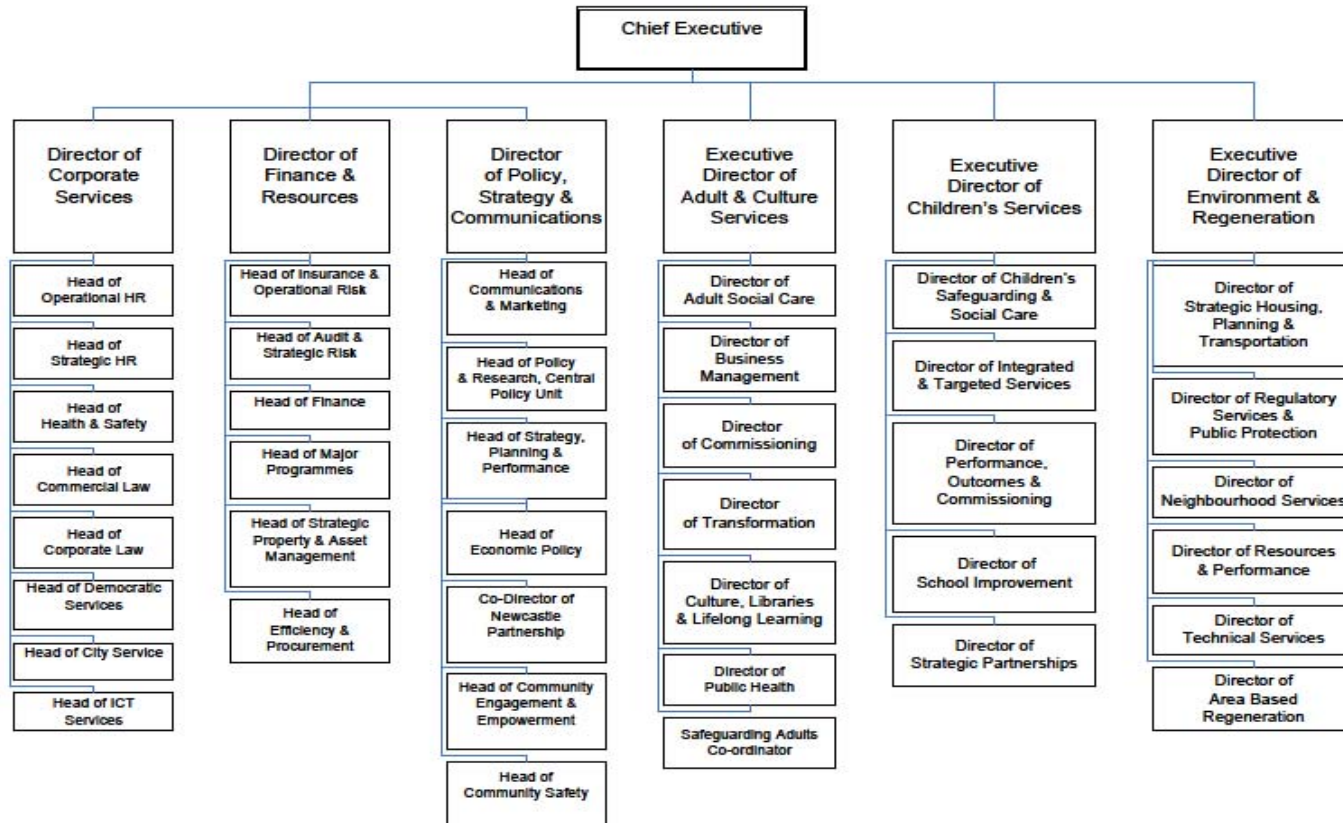 Chief Executive
Director of
Corporate
Services
Head of
Operational HR
Head of
Strategic HR
Head of
Health & Safety
Head of
Commercial Law
Head of
Corporate Law
Head of Democratic
Services
Head of City Service
Head of ICT
Services
Director of
Finance &
Resources
Head of Insurance &
Operational Risk
Head of Audit &
Strategic Risk
Head of Finance
Head of Major
Programmes
Head of Strategic
Property & Asset
Management
Head of
Efficiency &
Procurement
Director
of Policy,
Strategy &
Communications
Head of
Communications
& Marketing
Head of Policy
& Research, Central
Policy Unit
Head of Strategy,
Planning &
Performance
Head of
Economic Policy
Co-Director of
Newcastle
Partnership
Head of Community
Engagement &
Empowerment
Head of
Community Safety
Executive
Director of
Adult & Culture
Services
Director of
Adult Social Care
Director of
Business
Management
Director
of Commissioning
Director
of Transformation
Director of
Culture, Libraries
& Lifelong Learning
Director of
Public Health
Safeguarding Adults
Co-ordinator
Executive
Director of
Children's Services
Director of Children's
Safeguarding &
Social Care
Director of Integrated
& Targeted Services
Director of
Performance,
Outcomes &
Commissioning
Director of
School Improvement
Director of
Strategic Partnerships
Executive
Director of
Environment &
Regeneration
Director of
Strategic Housing,
Planning &
Transportation
Director of Regulatory
Services &
Public Protection
Director of
Neighbourhood Services
Director of Resources
& Performance
Director of
Technical Services
Director of
Area Based
Regeneration